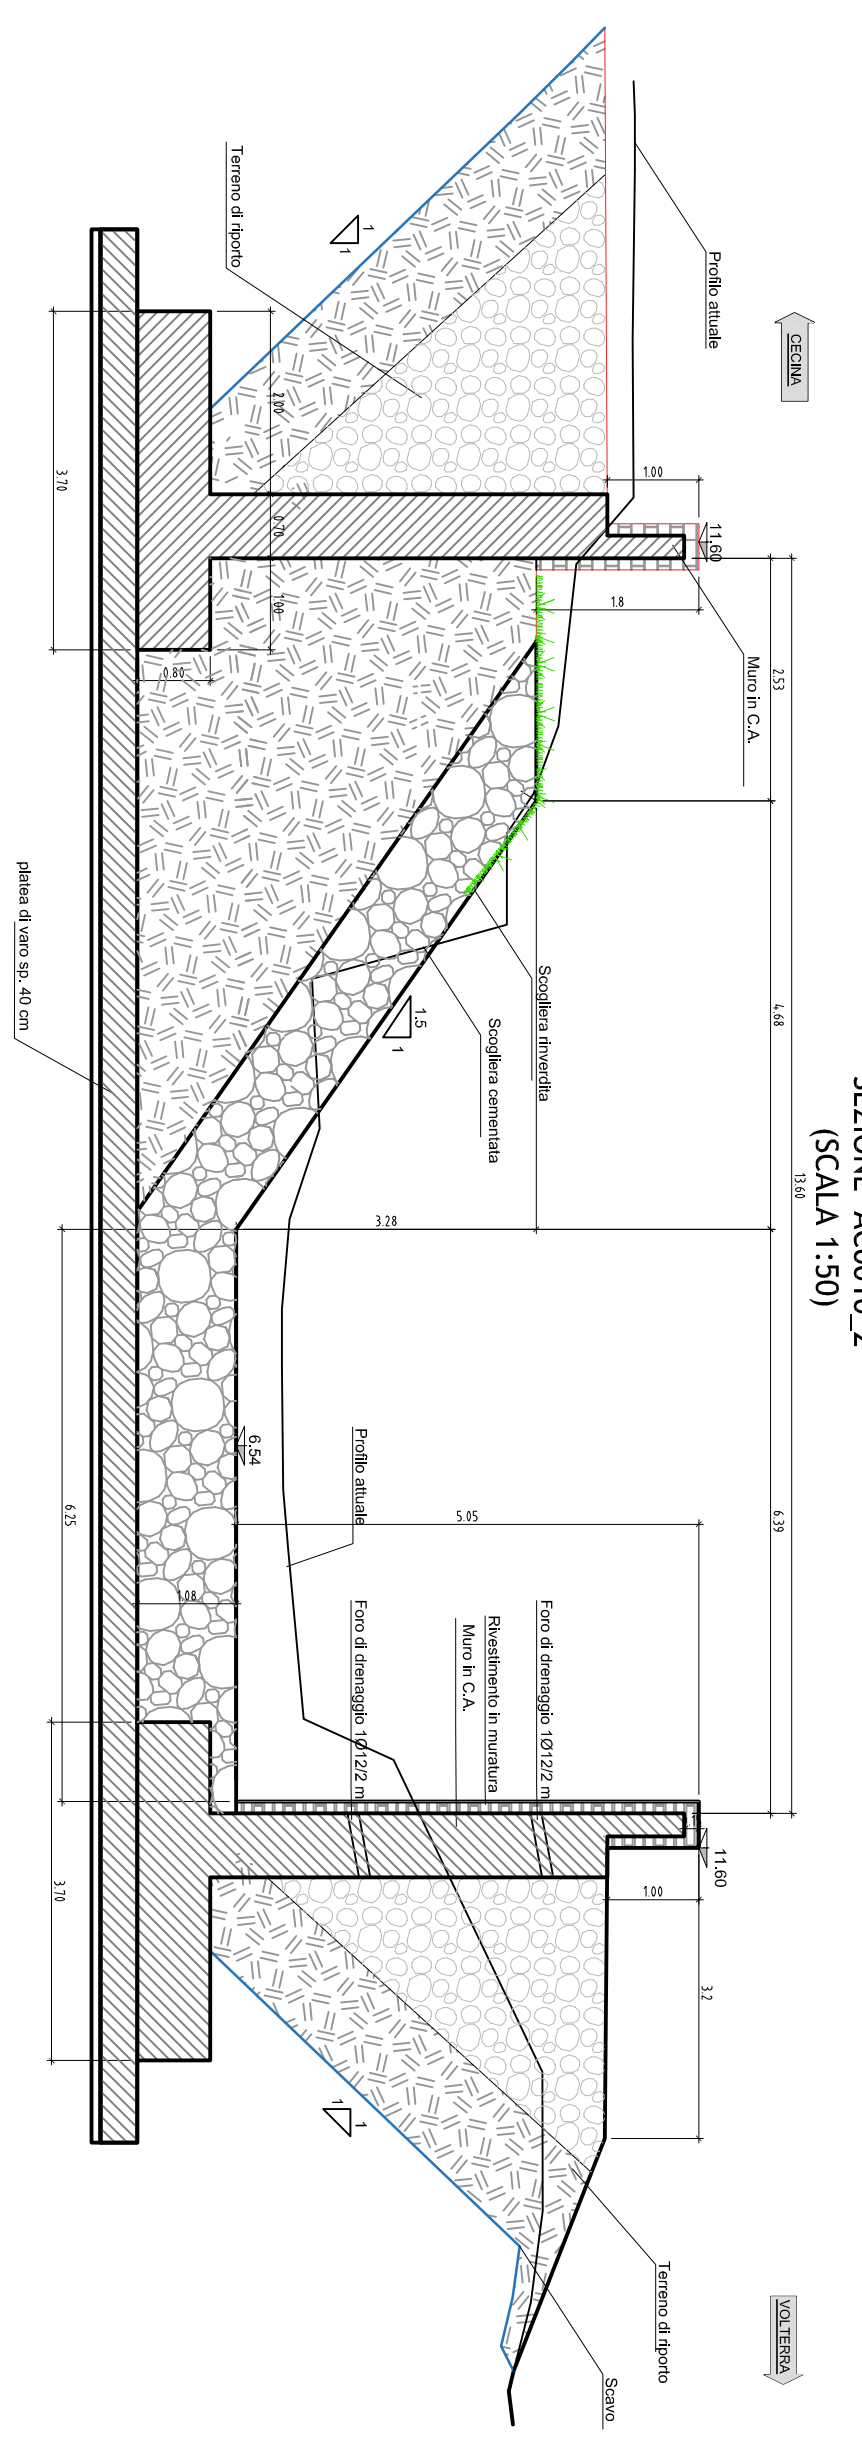 (SCALA 1:50)
CECINA
VOLTERRA
Profilo attuale
Terreno di riporto
1
1
1.00
11.60
1.8
Muro in C.A.
2.53
2.00
0.70
1.00
3.70
0.80
platea di varo sp. 40 cm
Scogliera rinverdita
Scogliera cementata
1.5
1
4.68
13.60
3.28
6.54
Profilo attuale
5.05
6.39
6.25
1.08
Foro di drenaggio 1Ø12/2 m
Rivestimento in muratura
Muro in C.A.
Foro di drenaggio 1Ø12/2 m
11.60
1.00
3.2
3.70
1
1
Terreno di riporto
Scavo